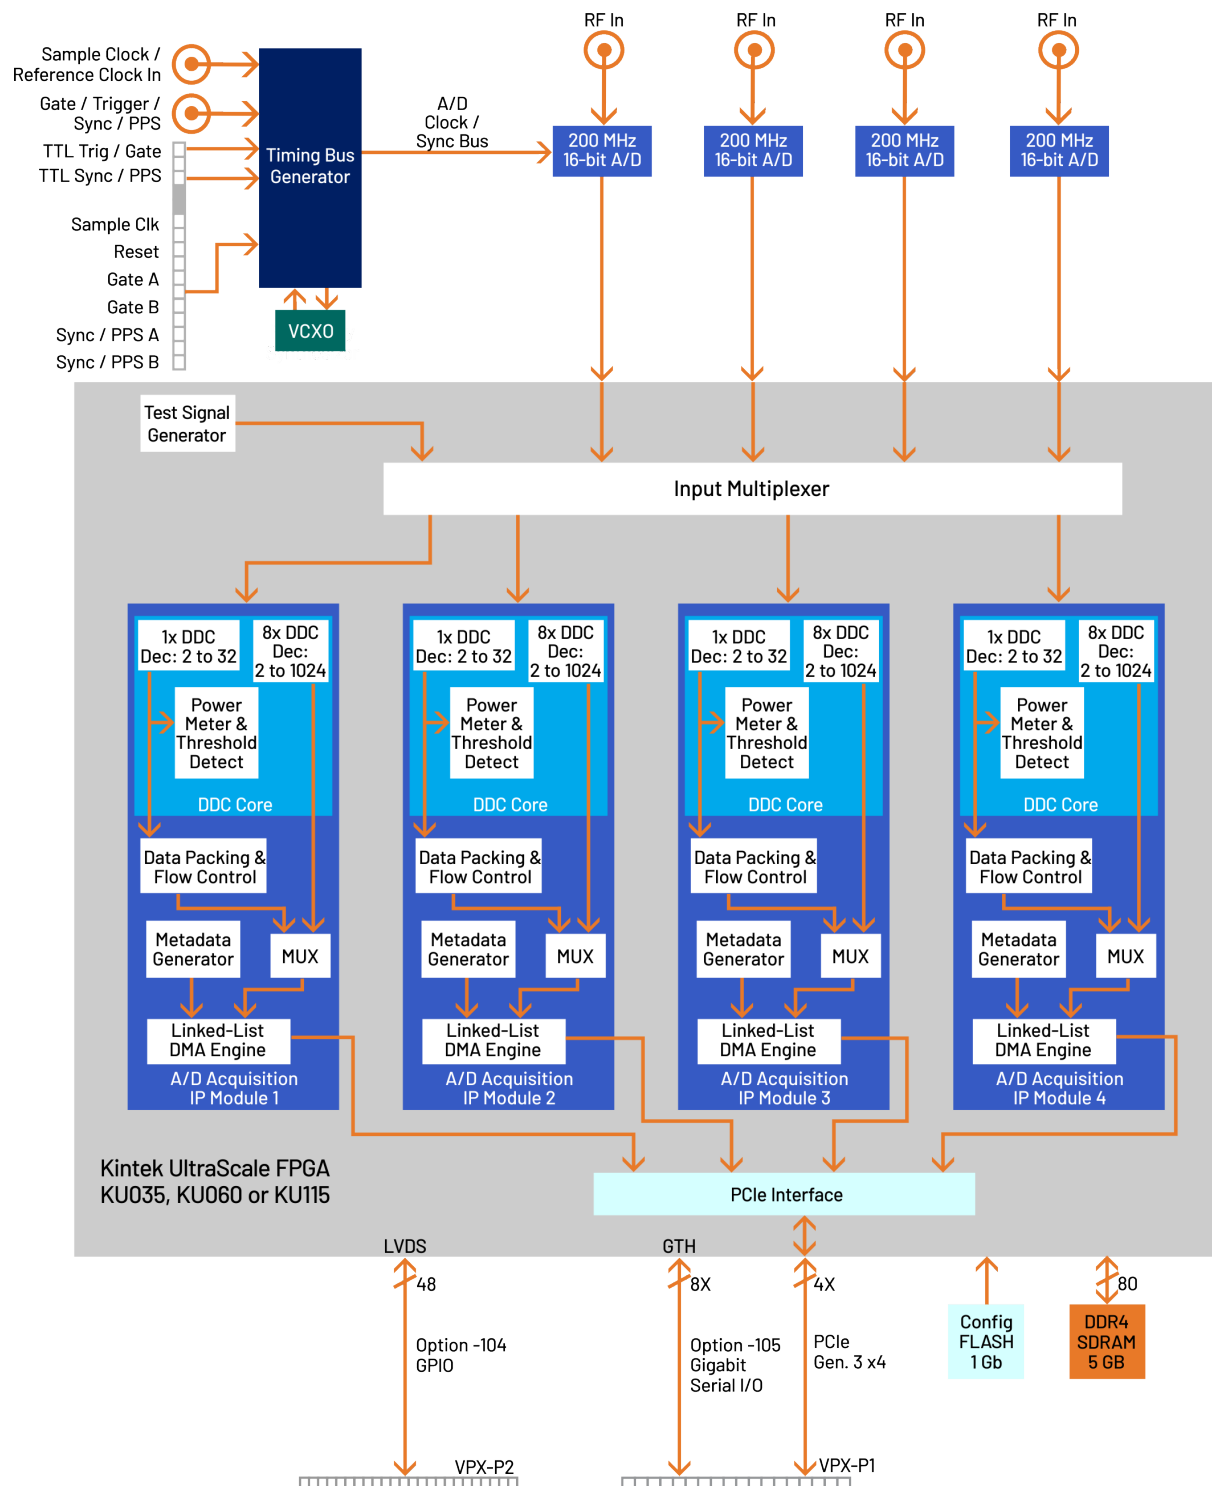 RF In
RF In
RF In
RF In
Sample Clock /
Reference Clock In
Gate / Trigger /
Sync / PPS
TTL Trig / Gate
TTL Sync / PPS
Sample Clk
Reset
Gate A
Gate B
Sync / PPS A
Sync / PPS B
Timing Bus
Generator
VCXO
A/D
Clock /
Sync Bus
200 MHz
16-bit A/D
200 MHz
16-bit A/D
200 MHz
16-bit A/D
200 MHz
16-bit A/D
Test Signal
Generator
Input Multiplexer
1x DDC
Dec: 2 to 32
8x DDC
Dec:
2 to 1024
Power
Meter &
Threshold
Detect
DDC Core
Data Packing &
Flow Control
Metadata
Generator
MUX
Linked-List
DMA Engine
A/D Acquisition
IP Module 1
1x DDC
Dec: 2 to 32
8x DDC
Dec:
2 to 1024
Power
Meter &
Threshold
Detect
DDC Core
Data Packing &
Flow Control
Metadata
Generator
MUX
Linked-List
DMA Engine
A/D Acquisition
IP Module 2
1x DDC
Dec: 2 to 32
8x DDC
Dec:
2 to 1024
Power
Meter &
Threshold
Detect
DDC Core
Data Packing &
Flow Control
Metadata
Generator
MUX
Linked-List
DMA Engine
A/D Acquisition
IP Module 3
1x DDC
Dec: 2 to 32
8x DDC
Dec:
2 to 1024
Power
Meter &
Threshold
Detect
DDC Core
Data Packing &
Flow Control
Metadata
Generator
MUX
Linked-List
DMA Engine
A/D Acquisition
IP Module 4
Kintek UltraScale FPGA
KU035, KU060 or KU115
PCIe Interface
LVDS
48
Option -104
GPIO
VPX-P2
GTH
8X
Option -105
Gigabit
Serial I/O
4X
PCIe
Gen. 3 x4
VPX-P1
Config
FLASH
1 Gb
80
DDR4
SDRAM
5 GB